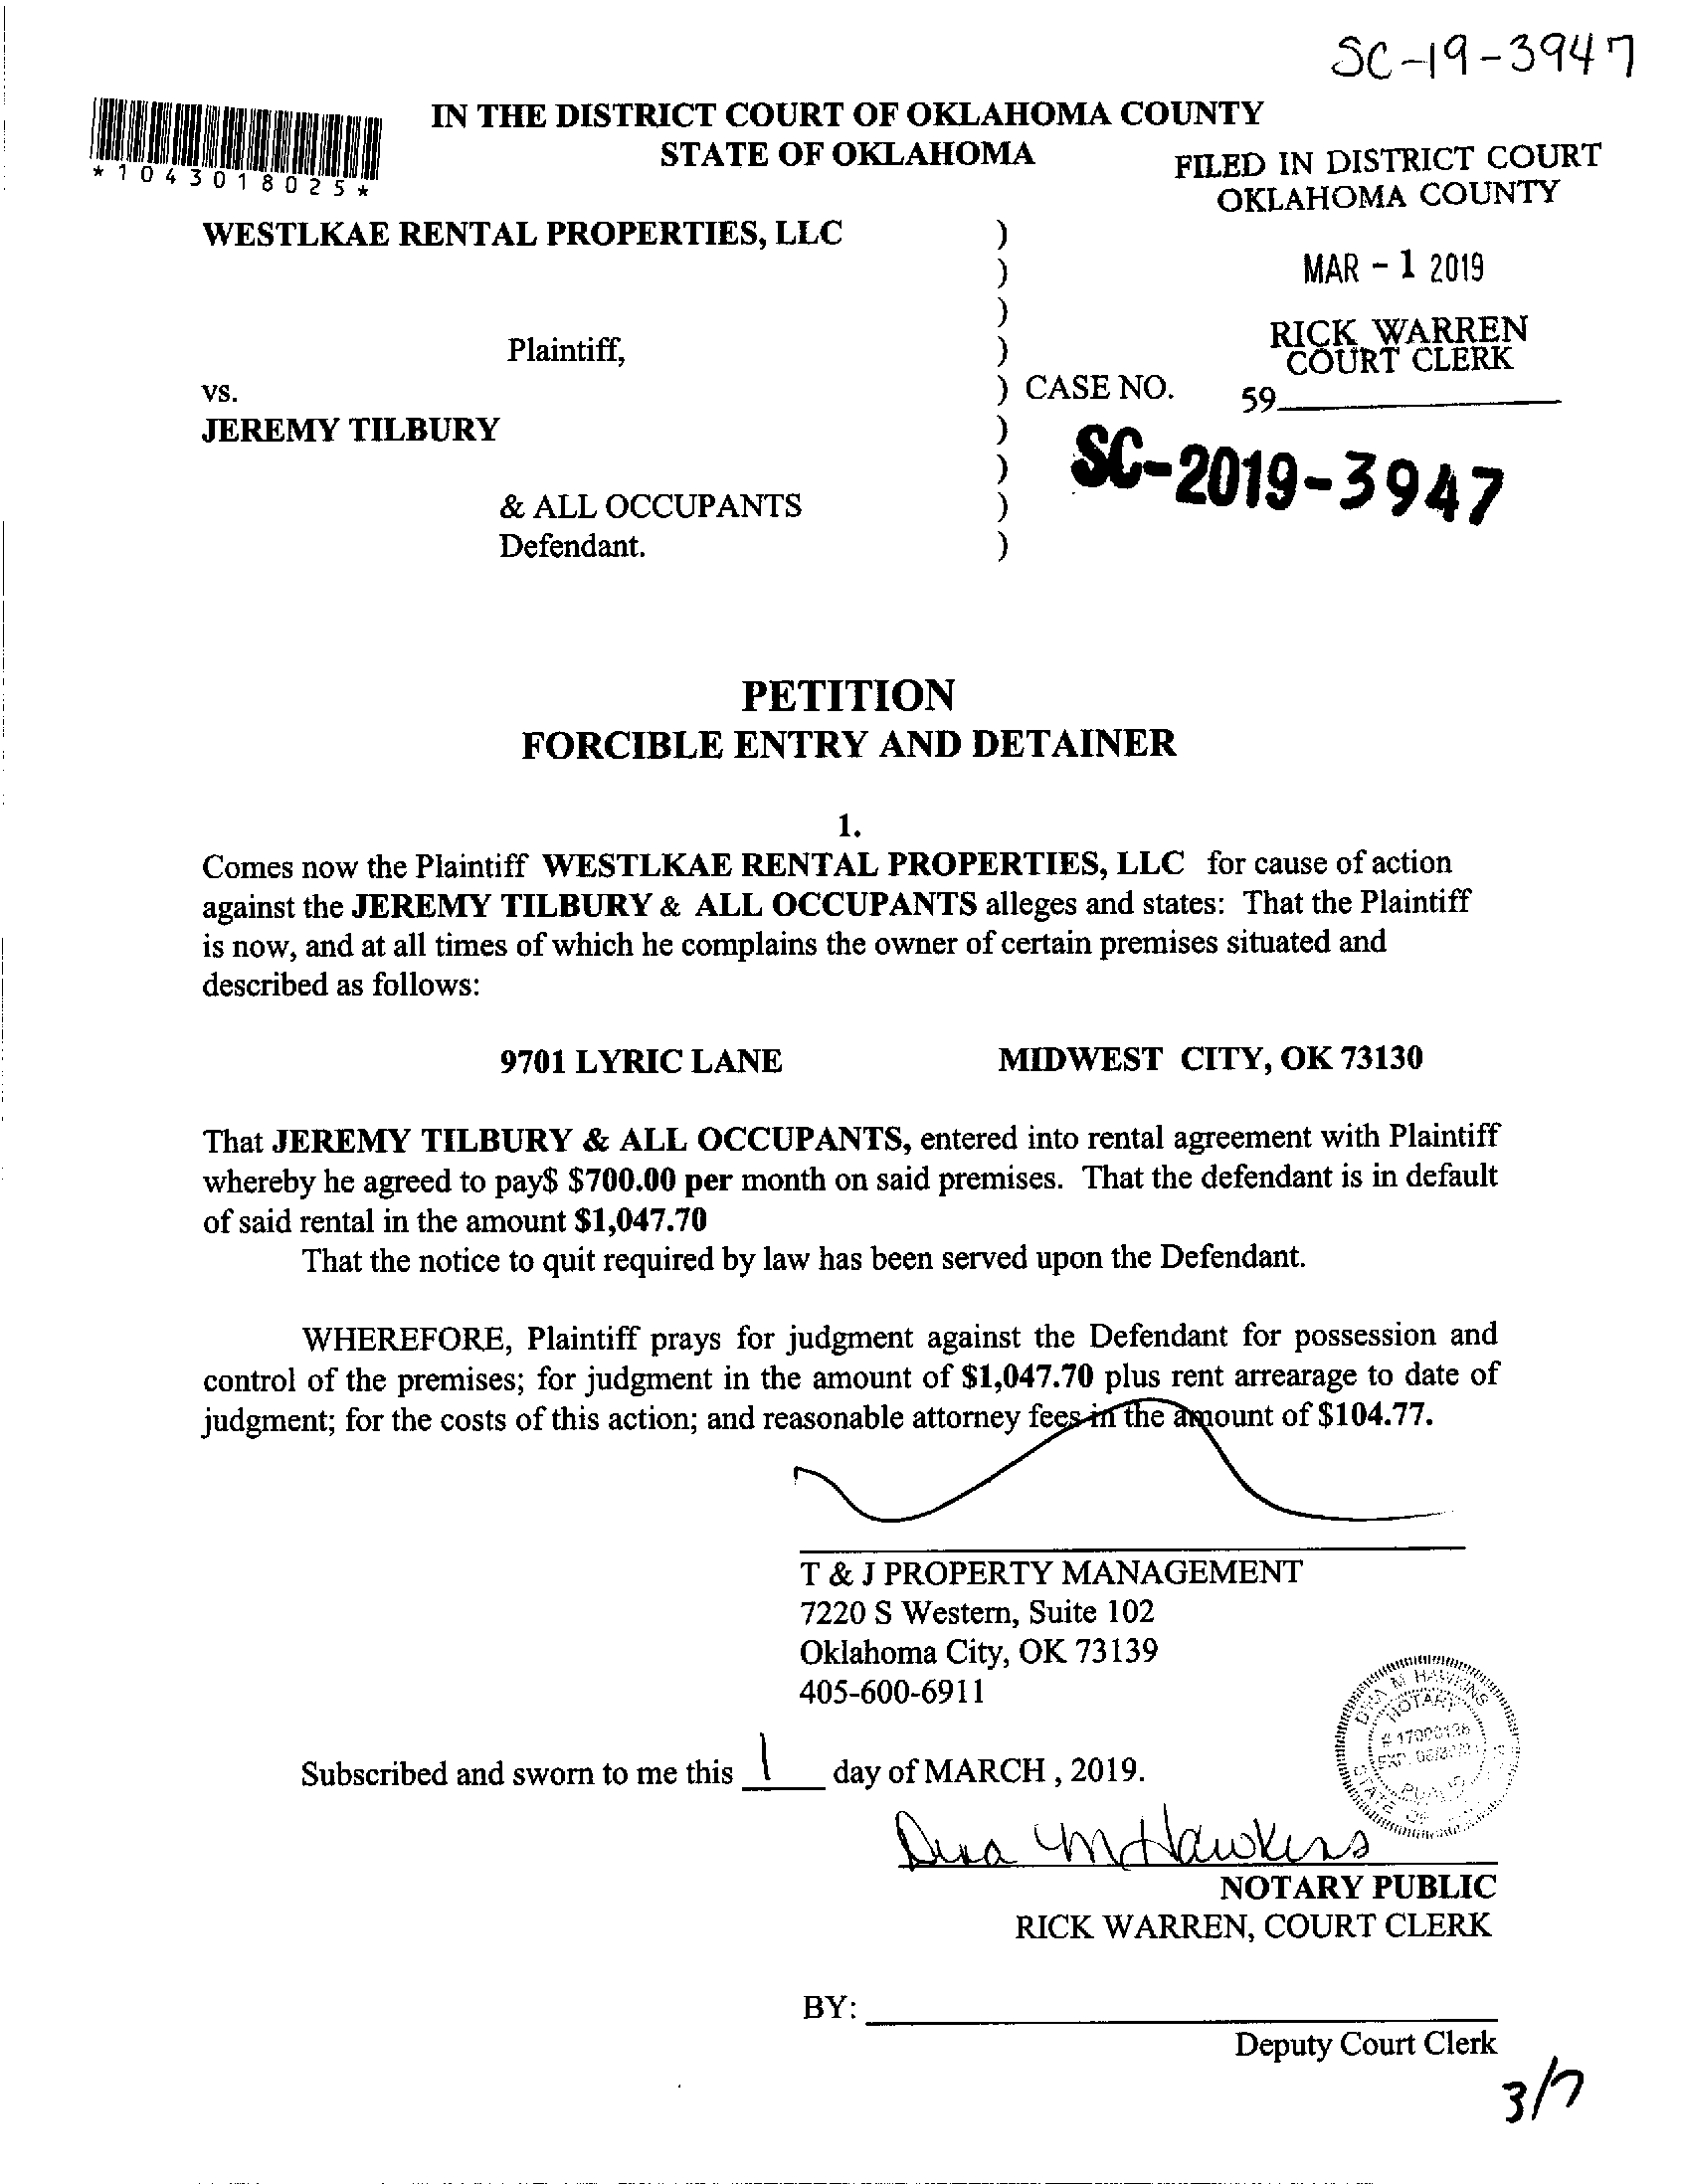 SC-19-3947
IN THE DISTRICT COURT OF OKLAHOMA COUNTY
STATE OF OKLAHOMA
*1043018025*
FILED IN DISTRICT COURT
OKLAHOMA COUNTY
MAR - 1 2019
RICK WARREN
COURT CLERK
59
WESTLKAE RENTAL PROPERTIES, LLC )
)
)
Plaintiff, )
vs. ) CASE NO.
JEREMY TILBURY )
) SC-2019-3947
& ALL OCCUPANTS )
Defendant. )
PETITION
FORCIBLE ENTRY AND DETAINER
1.
Comes now the Plaintiff WESTLKAE RENTAL PROPERTIES, LLC for cause of action
against the JEREMY TILBURY & ALL OCCUPANTS alleges and states: That the Plaintiff
is now, and at all times of which he complains the owner of certain premises situated and
described as follows:
9701 LYRIC LANE MIDWEST CITY, OK 73130
That JEREMY TILBURY & ALL OCCUPANTS, entered into rental agreement with Plaintiff
whereby he agreed to pay$ $700.00 per month on said premises. That the defendant is in default
of said rental in the amount $1,047.70
That the notice to quit required by law has been served upon the Defendant.
WHEREFORE, Plaintiff prays for judgment against the Defendant for possession and
control of the premises; for judgment in the amount of $1,047.70 plus rent arrearage to date of
judgment; for the costs of this action; and reasonable attorney fees in the amount of $104.77.
T & J PROPERTY MANAGEMENT
7220 S Western, Suite 102
Oklahoma City, OK 73139
405-600-6911
M HAWKINS
NOTARY
STATE OF
Subscribed and sworn to me this 1 day of MARCH , 2019.
M Hawkins
NOTARY PUBLIC
RICK WARREN, COURT CLERK
BY:
Deputy Court Clerk
3/7